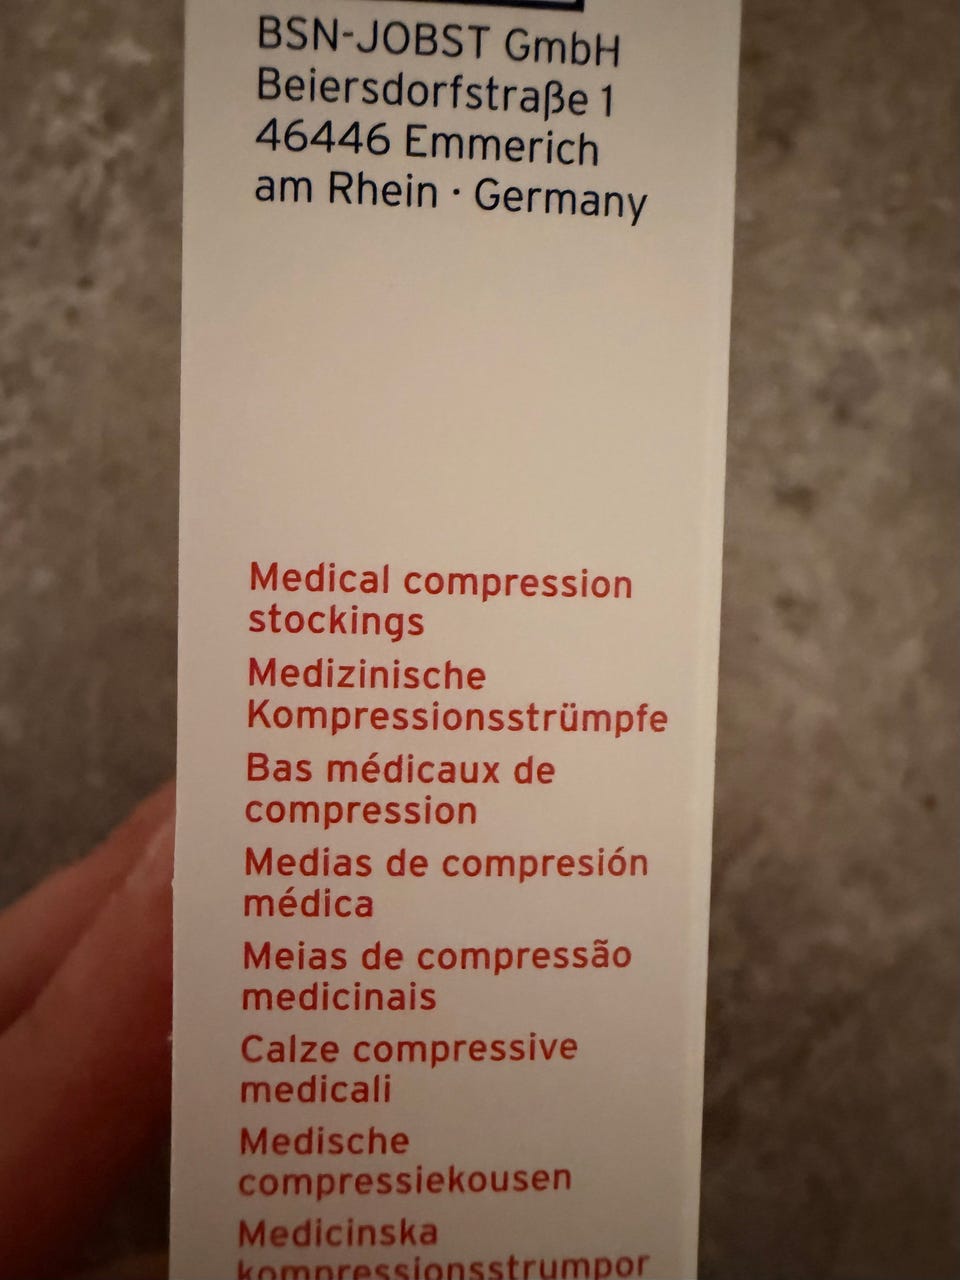 BSN-JOBST GmbH
Beiersdorfstraße 1
46446 Emmerich
am Rhein · Germany
Medical compression
stockings
Medizinische
Kompressionsstrümpfe
Bas médicaux de
compression
Medias de compresión
médica
Meias de compressão
medicinais
Calze compressive
medicali
Medische
compressiekousen
Medicinska
kompressionsstrumpor